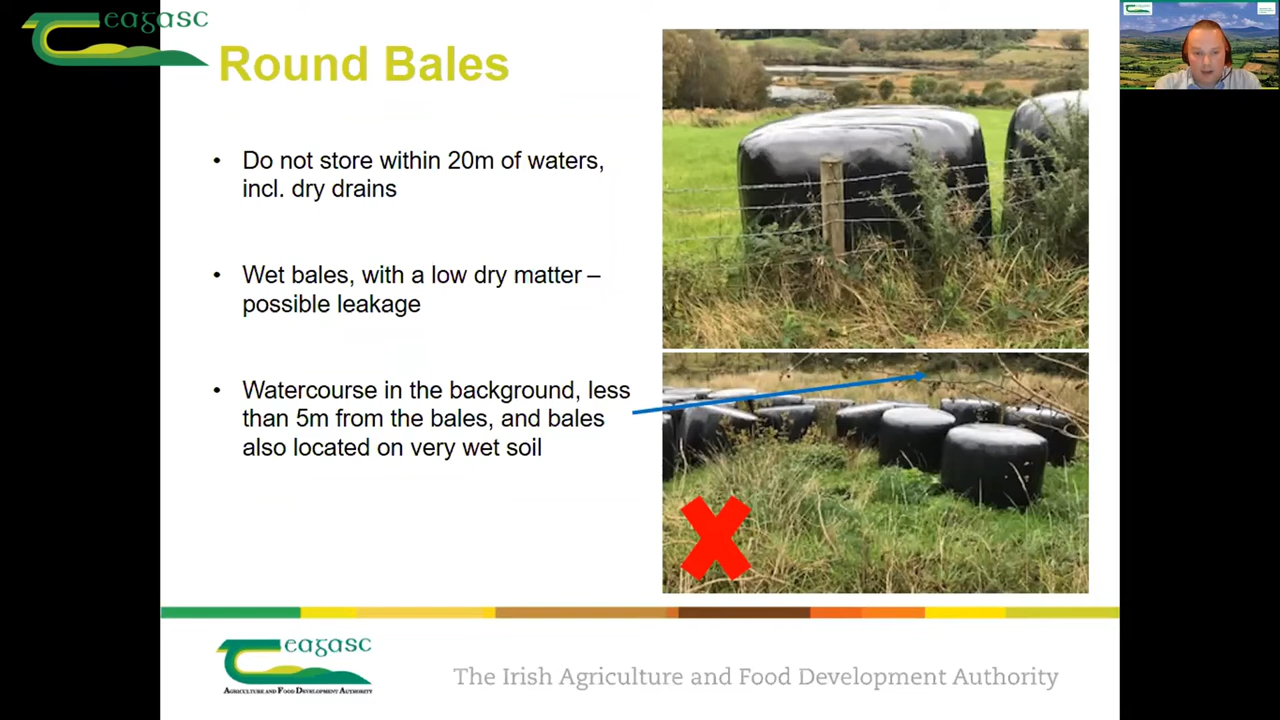 Teagasc
Round Bales
• Do not store within 20m of waters,
incl. dry drains
• Wet bales, with a low dry matter –
possible leakage
• Watercourse in the background, less
than 5m from the bales, and bales
also located on very wet soil
Teagasc
AGRICULTURE AND FOOD DEVELOPMENT AUTHORITY
The Irish Agriculture and Food Development Authority